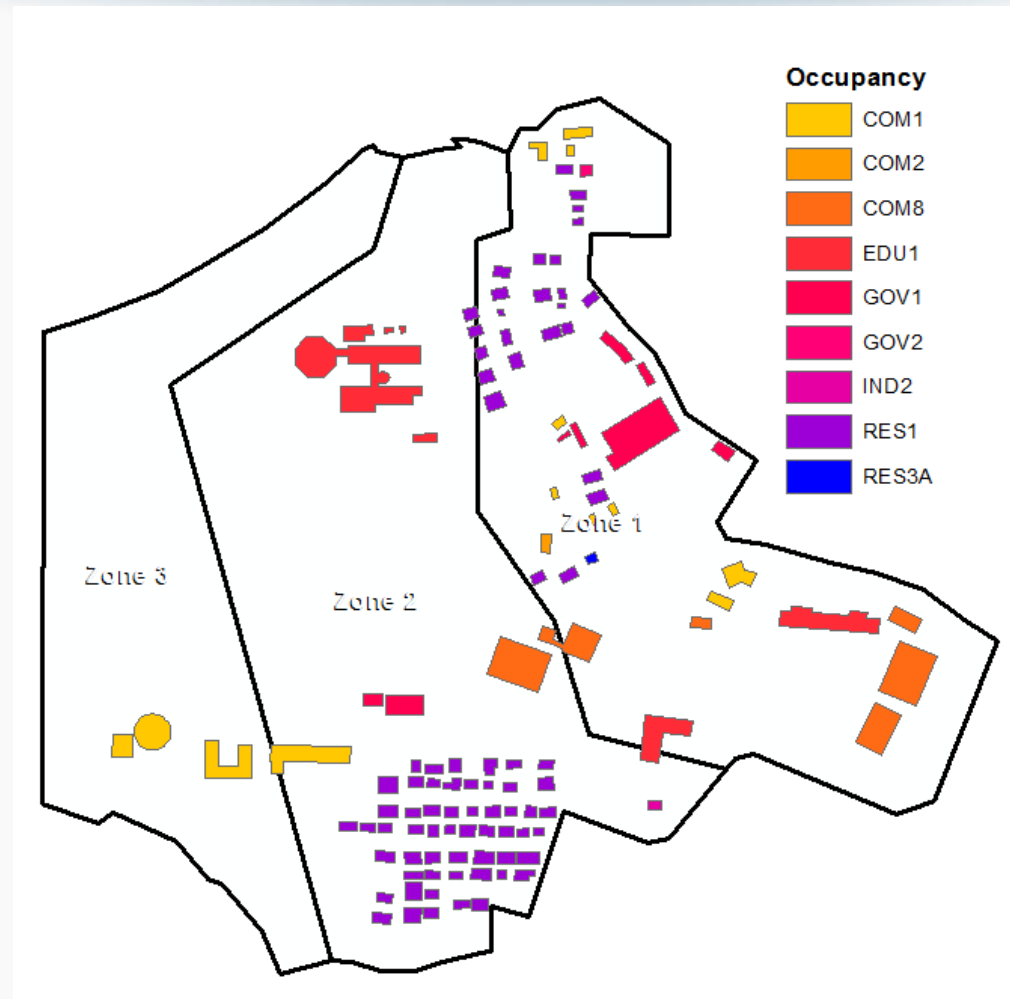 Occupancy
COM1
COM2
COM8
EDU1
GOV1
GOV2
IND2
RES1
RES3A
Zone 1
Zone 3
Zone 2